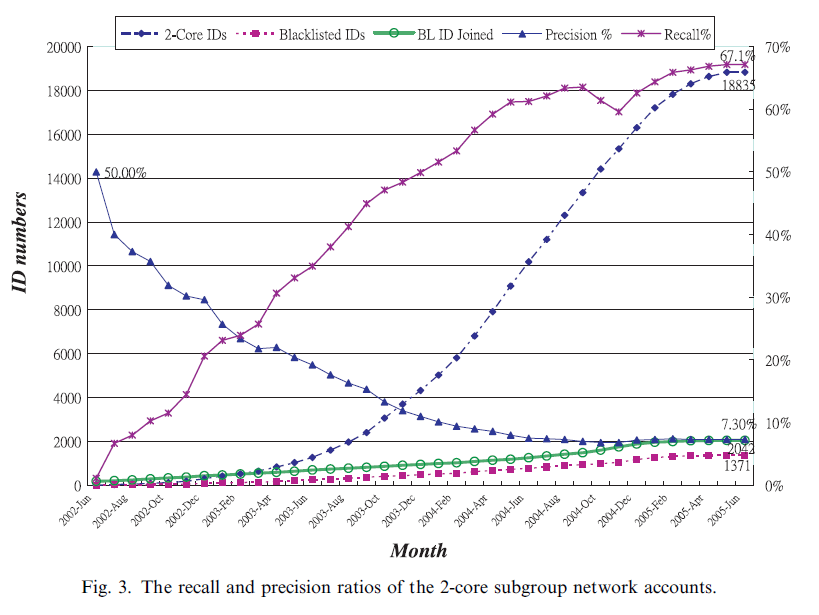 2-Core IDs Blacklisted IDs BL ID Joined Precision % Recall%
20000
18000
16000
14000
12000
10000
8000
6000
4000
2000
0
ID numbers
70%
60%
50%
40%
30%
20%
10%
0%
67.1%
18835
50.00%
7.30%
1371
2002-Jun
2002-Aug
2002-Oct
2002-Dec
2003-Feb
2003-Apr
2003-Jun
2003-Aug
2003-Oct
2003-Dec
2004-Feb
2004-Apr
2004-Jun
2004-Aug
2004-Oct
2004-Dec
2005-Feb
2005-Apr
2005-Jun
Month
Fig. 3. The recall and precision ratios of the 2-core subgroup network accounts.